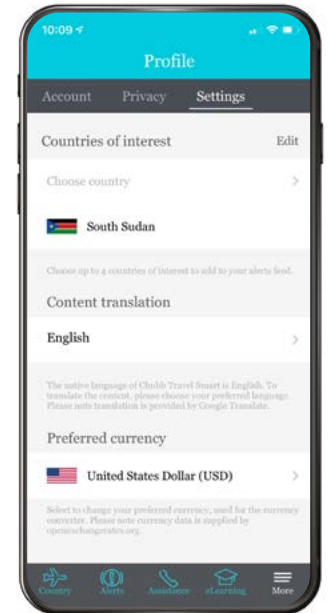 10:09
Profile
Account Privacy Settings
Countries of interest Edit
Choose country
South Sudan
Choose up to 4 countries of interest to add to your alerts feed.
Content translation
English
The native language of Chubb Travel Smart is English. To
translate the content, please choose your preferred language.
Please note translation is provided by Google Translate.
Preferred currency
United States Dollar (USD)
Select to change your preferred currency, used for the currency
converter. Please note currency data is supplied by
openexchangerates.org.
Country Alerts Assistance eLearning More